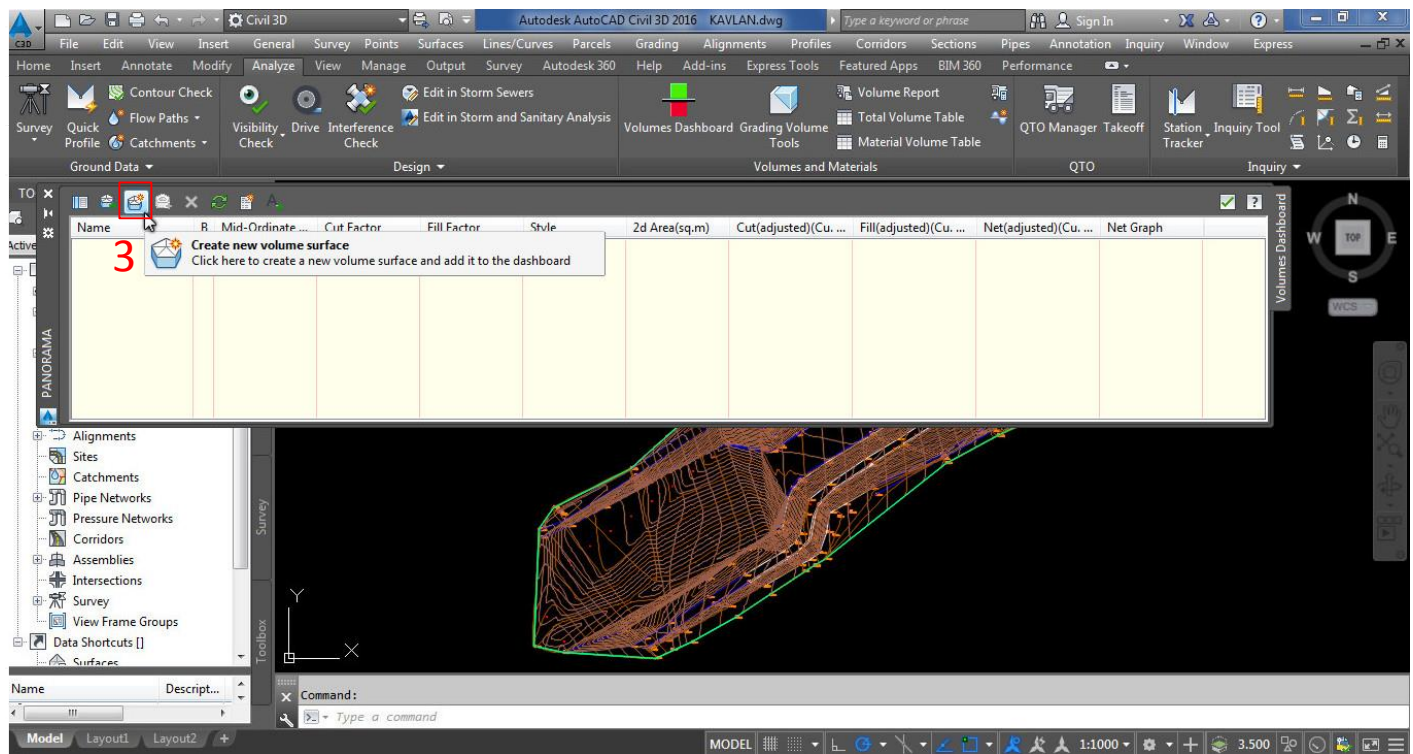 Civil 3D
Autodesk AutoCAD Civil 3D 2016 KAVLAN.dwg
Type a keyword or phrase
Sign In
C3D
File Edit View Insert General Survey Points Surfaces Lines/Curves Parcels Grading Alignments Profiles Corridors Sections Pipes Annotation Inquiry Window Express
Home Insert Annotate Modify Analyze View Manage Output Survey Autodesk 360 Help Add-ins Express Tools Featured Apps BIM 360 Performance
Survey
Quick Profile
Contour Check
Flow Paths
Catchments
Visibility Check
Drive
Interference Check
Edit in Storm Sewers
Edit in Storm and Sanitary Analysis
Volumes Dashboard
Grading Volume Tools
Volume Report
Total Volume Table
Material Volume Table
QTO Manager
Takeoff
Station Tracker
Inquiry Tool
Ground Data
Design
Volumes and Materials
QTO
Inquiry
TO
Active
PANORAMA
Volumes Dashboard
Name B Mid-Ordinate ... Cut Factor Fill Factor Style 2d Area(sq.m) Cut(adjusted)(Cu. ... Fill(adjusted)(Cu. ... Net(adjusted)(Cu. ... Net Graph
3
Create new volume surface
Click here to create a new volume surface and add it to the dashboard
N
W TOP E
S
WCS
Alignments
Sites
Catchments
Pipe Networks
Pressure Networks
Corridors
Assemblies
Intersections
Survey
View Frame Groups
Data Shortcuts []
Surfaces
Survey
Toolbox
Y
X
Name Descript...
Command:
Type a command
Model Layout1 Layout2 +
MODEL 1:1000 3.500